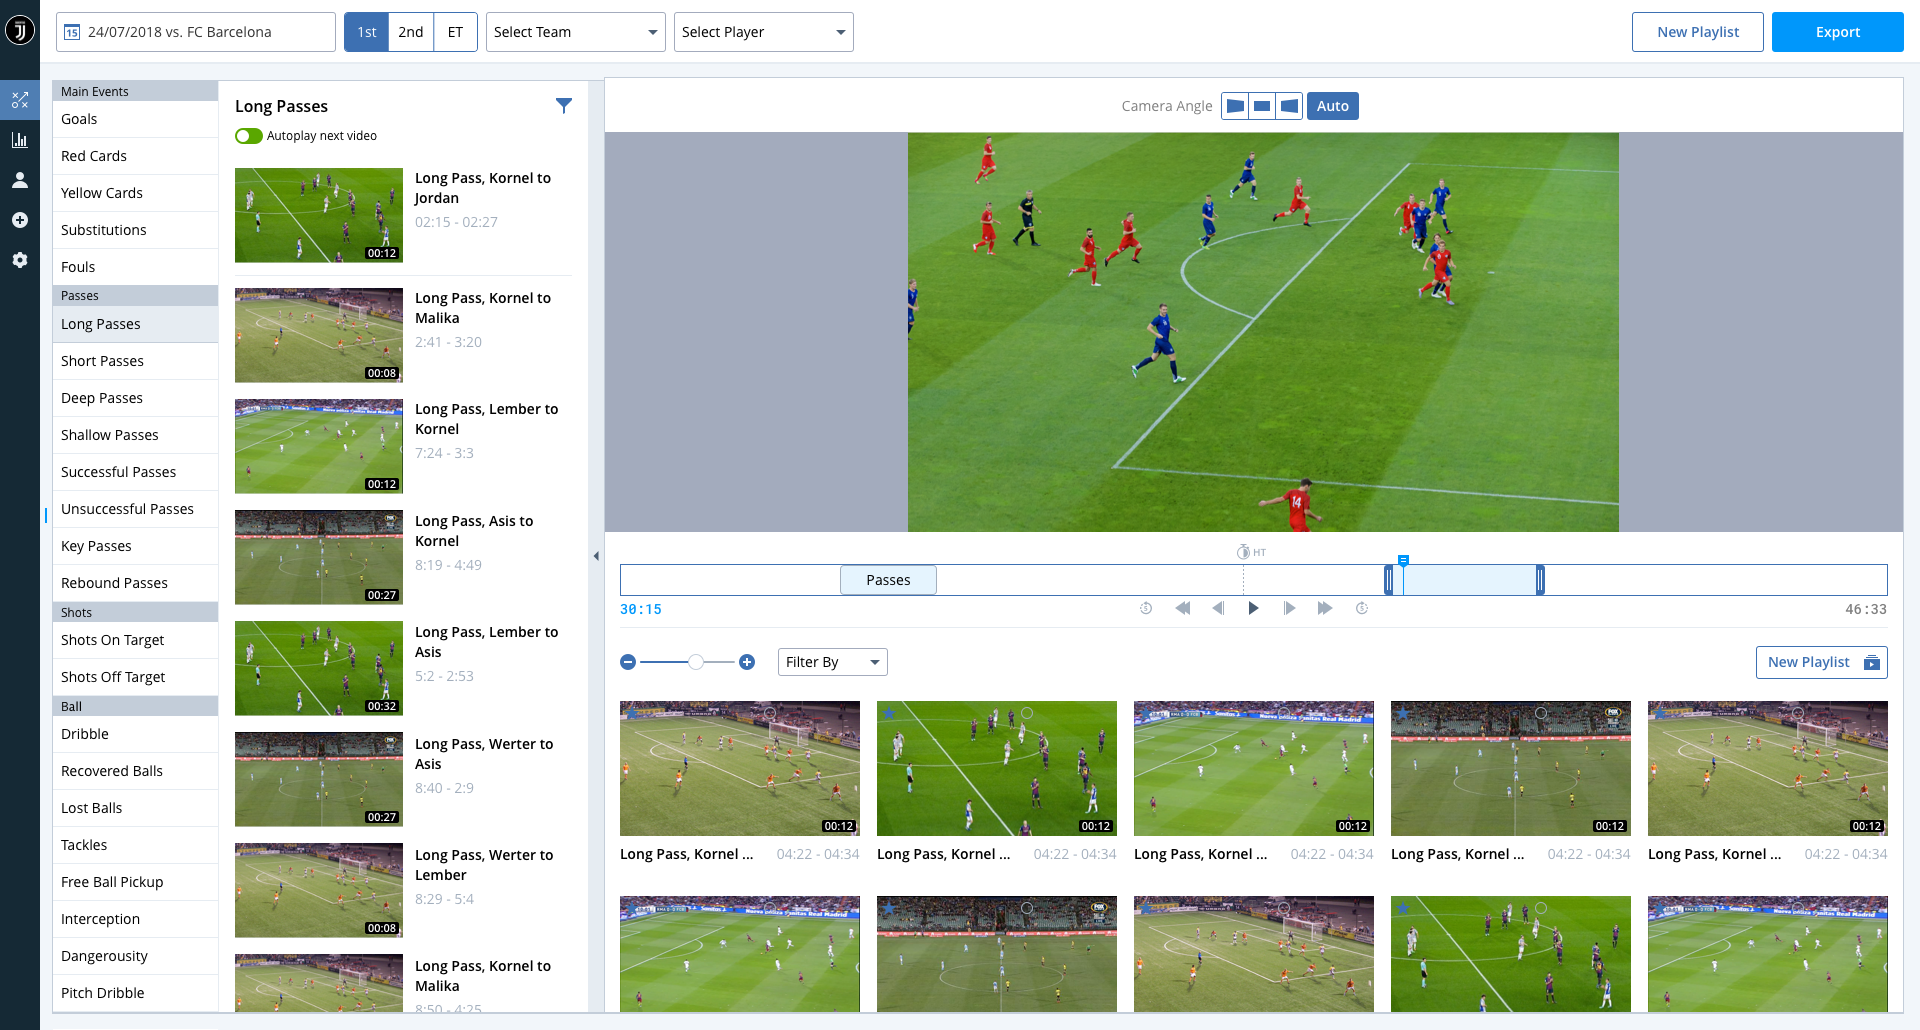 15 24/07/2018 vs. FC Barcelona
1st 2nd ET
Select Team
Select Player
New Playlist
Export
Main Events
Goals
Red Cards
Yellow Cards
Substitutions
Fouls
Passes
Long Passes
Short Passes
Deep Passes
Shallow Passes
Successful Passes
Unsuccessful Passes
Key Passes
Rebound Passes
Shots
Shots On Target
Shots Off Target
Ball
Dribble
Recovered Balls
Lost Balls
Tackles
Free Ball Pickup
Interception
Dangerousity
Pitch Dribble
Long Passes
Autoplay next video
00:12
Long Pass, Kornel to
Jordan
02:15 - 02:27
00:08
Long Pass, Kornel to
Malika
2:41 - 3:20
00:12
Long Pass, Lember to
Kornel
7:24 - 3:3
00:27
Long Pass, Asis to
Kornel
8:19 - 4:49
00:32
Long Pass, Lember to
Asis
5:2 - 2:53
00:27
Long Pass, Werter to
Asis
8:40 - 2:9
00:08
Long Pass, Werter to
Lember
8:29 - 5:4
Long Pass, Kornel to
Malika
8:50 - 4:25
Camera Angle
Auto
14
HT
Passes
30:15
46:33
Filter By
New Playlist
00:12
00:12
00:12
00:12
00:12
Long Pass, Kornel ... 04:22 - 04:34
Long Pass, Kornel ... 04:22 - 04:34
Long Pass, Kornel ... 04:22 - 04:34
Long Pass, Kornel ... 04:22 - 04:34
Long Pass, Kornel ... 04:22 - 04:34